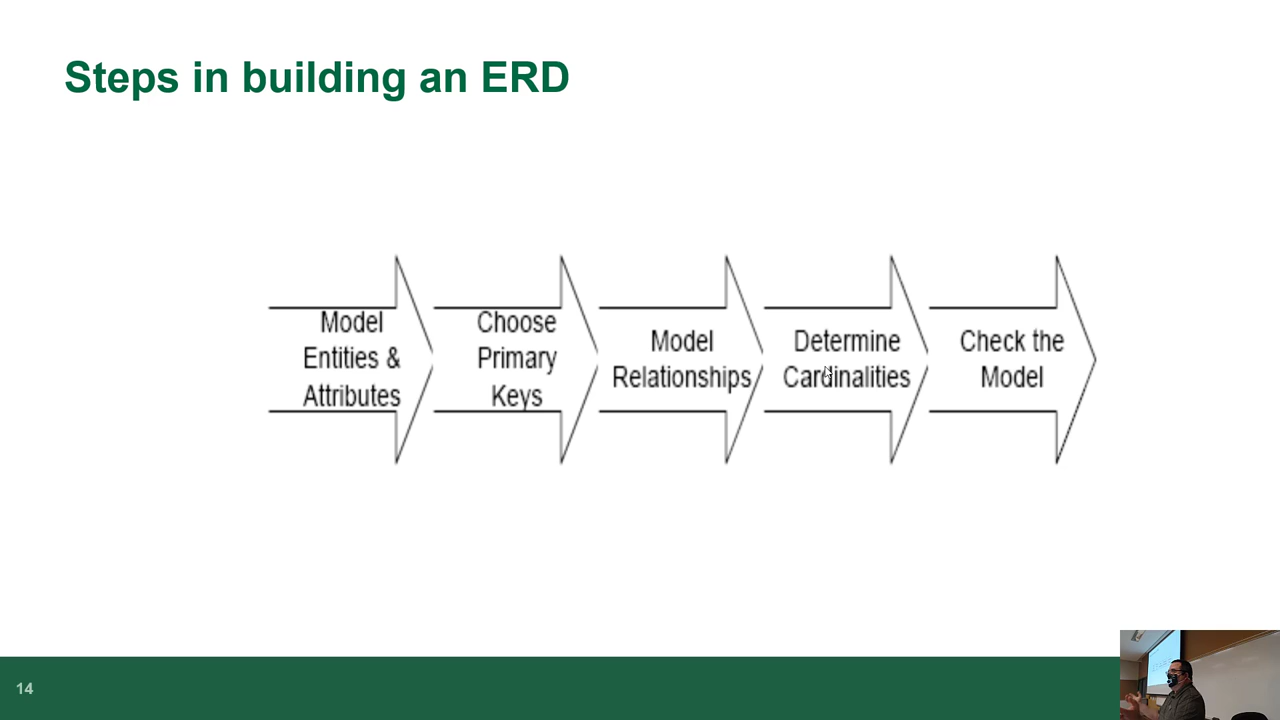 Steps in building an ERD
Model
Entities &
Attributes
Choose
Primary
Keys
Model
Relationships
Determine
Cardinalities
Check the
Model
14